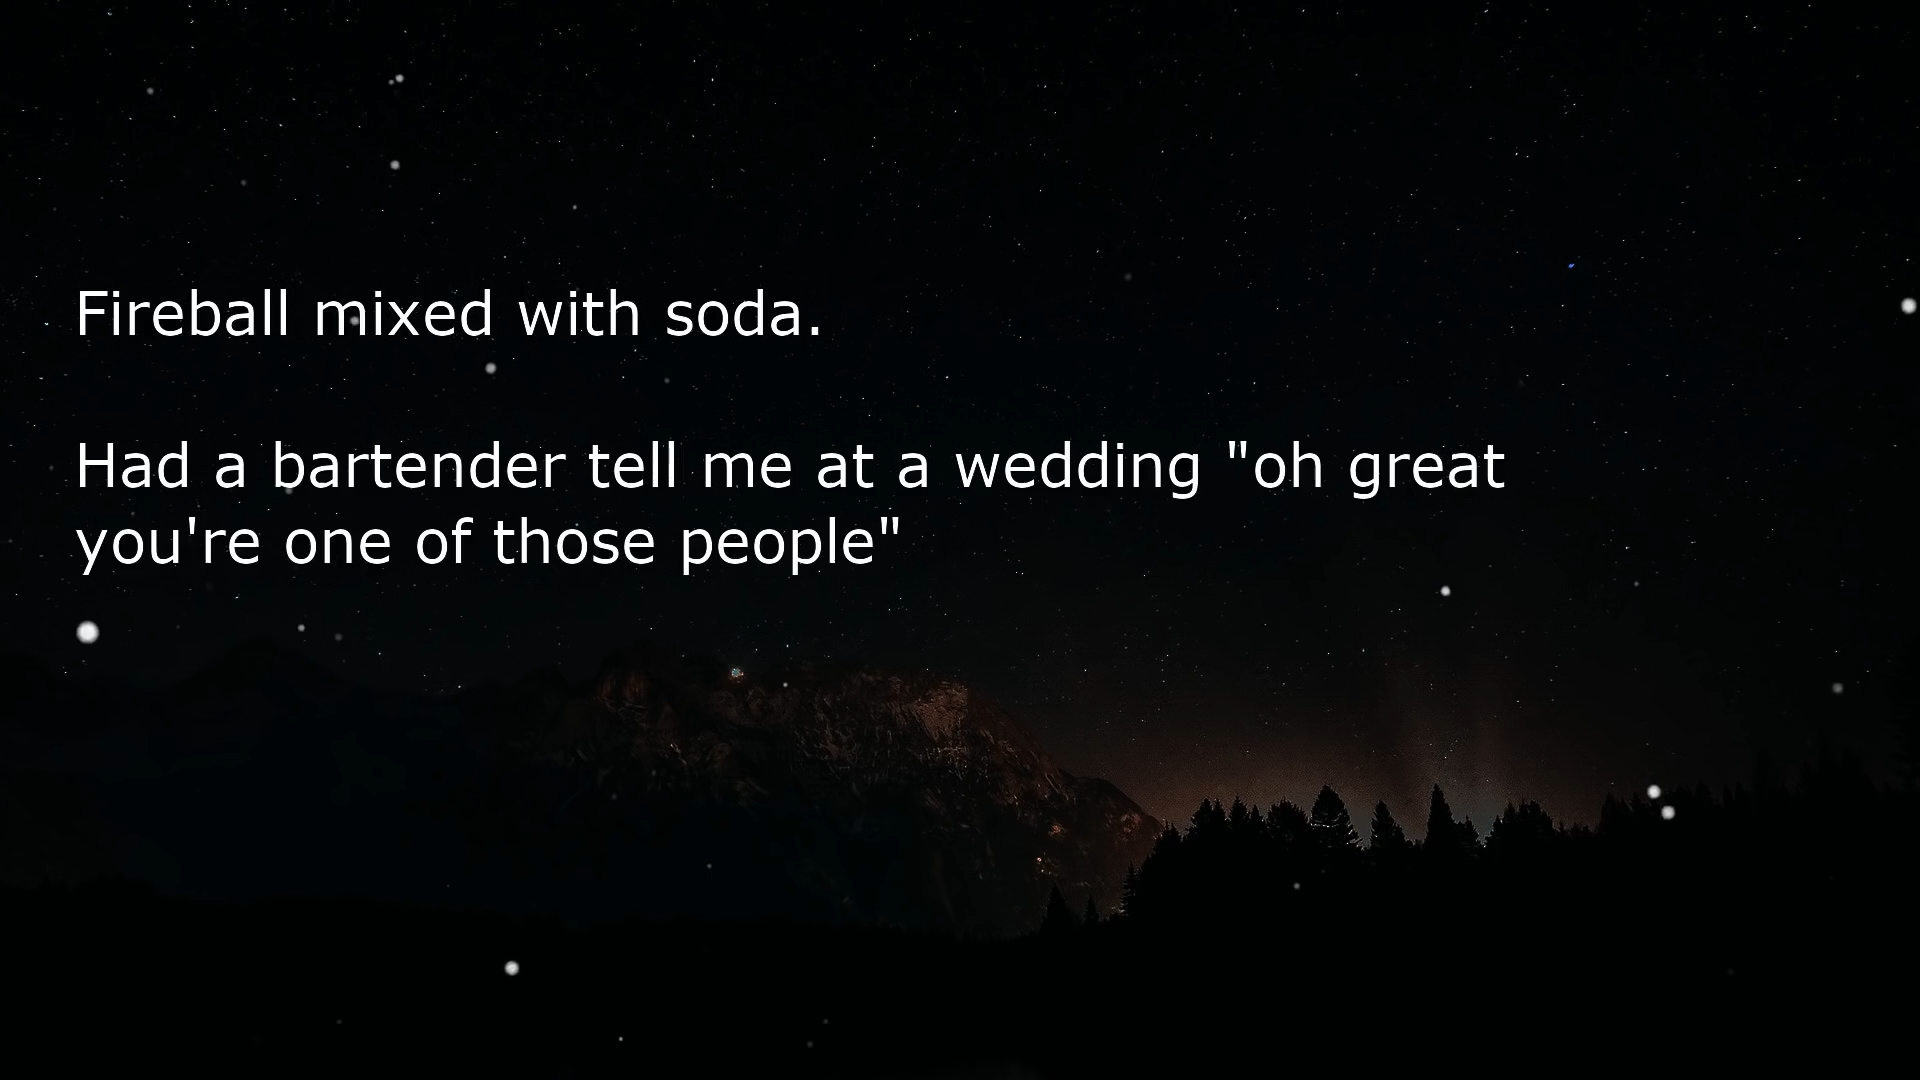 Fireball mixed with soda.
Had a bartender tell me at a wedding "oh great
you're one of those people"